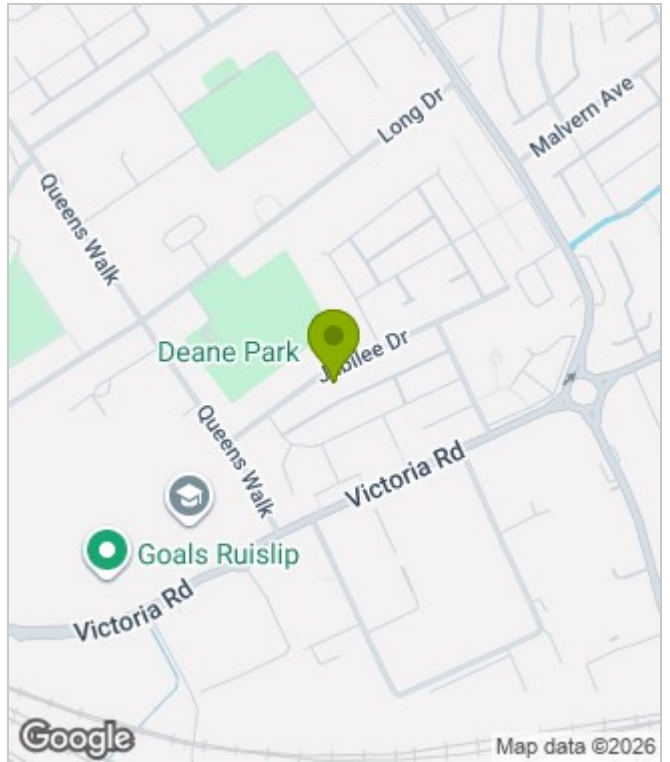 Long Dr
Malvern Ave
Queens Walk
Deane Park
Jubilee Dr
Queens Walk
Victoria Rd
Goals Ruislip
Victoria Rd
Google
Map data ©2026